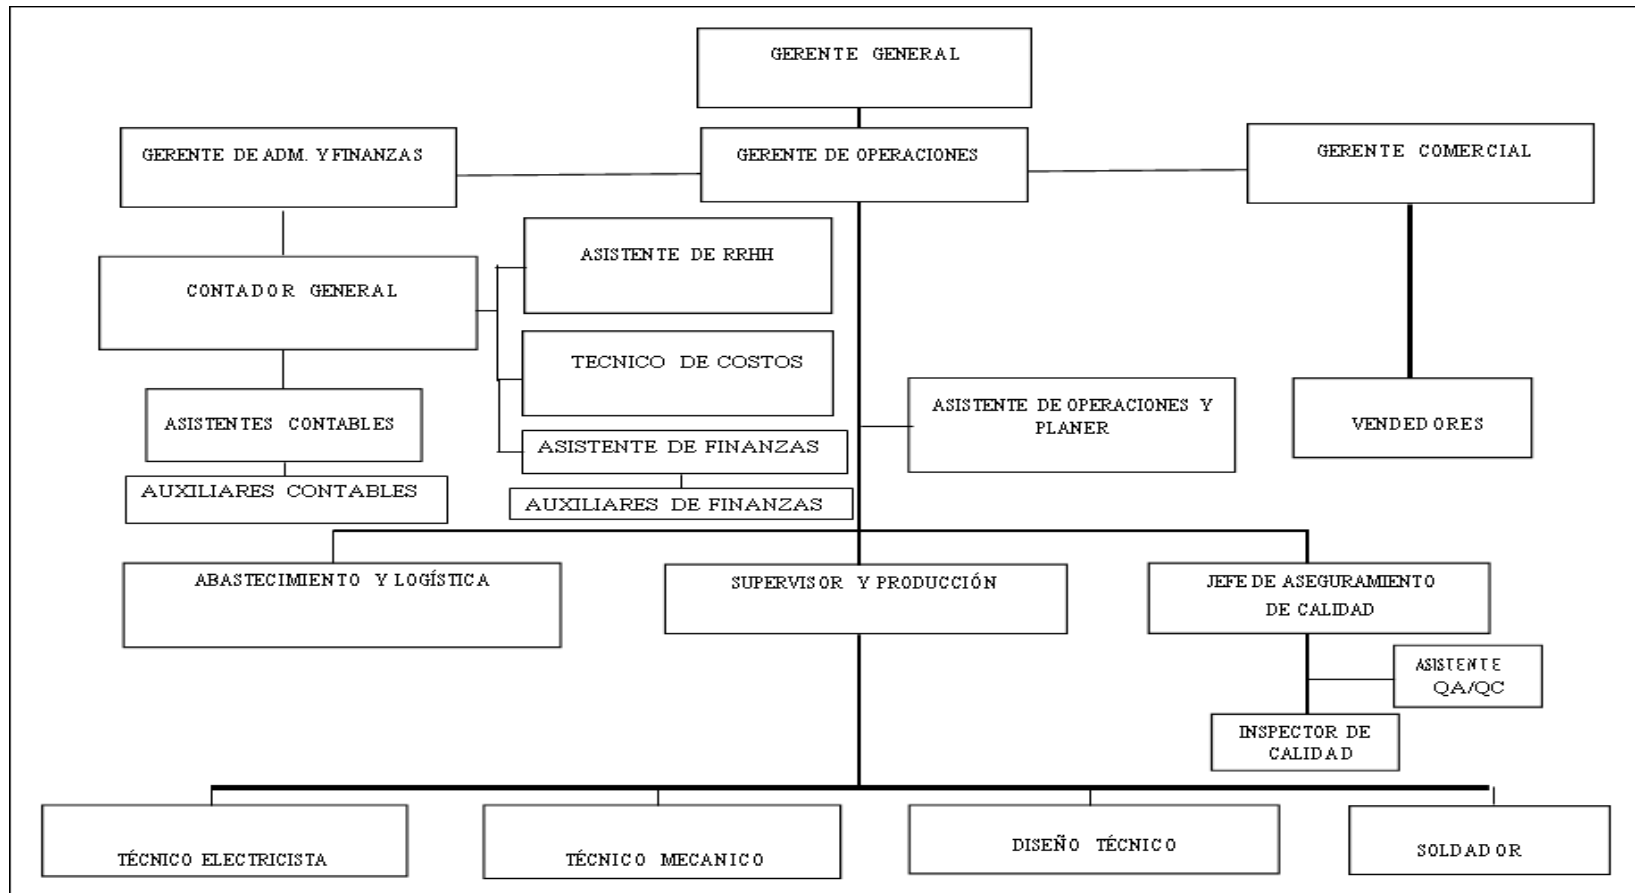 GERENTE GENERAL
GERENTE DE ADM. Y FINANZAS
GERENTE DE OPERACIONES
GERENTE COMERCIAL
ASISTENTE DE RRHH
CONTADOR GENERAL
TECNICO DE COSTOS
ASISTENTE DE OPERACIONES Y
PLANER
ASISTENTES CONTABLES
VENDEDORES
ASISTENTE DE FINANZAS
AUXILIARES CONTABLES
AUXILIARES DE FINANZAS
ABASTECIMIENTO Y LOGÍSTICA
SUPERVISOR Y PRODUCCIÓN
JEFE DE ASEGURAMIENTO
DE CALIDAD
ASISTENTE
QA/QC
INSPECTOR DE
CALIDAD
TÉCNICO ELECTRICISTA
TÉCNICO MECANICO
DISEÑO TÉCNICO
SOLDADOR